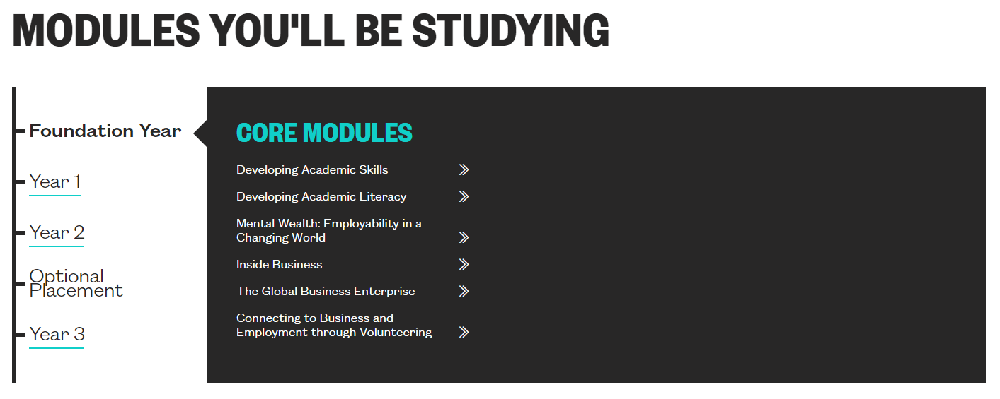 MODULES YOU'LL BE STUDYING
Foundation Year
Year 1
Year 2
Optional
Placement
Year 3
CORE MODULES
Developing Academic Skills
Developing Academic Literacy
Mental Wealth: Employability in a
Changing World
Inside Business
The Global Business Enterprise
Connecting to Business and
Employment through Volunteering